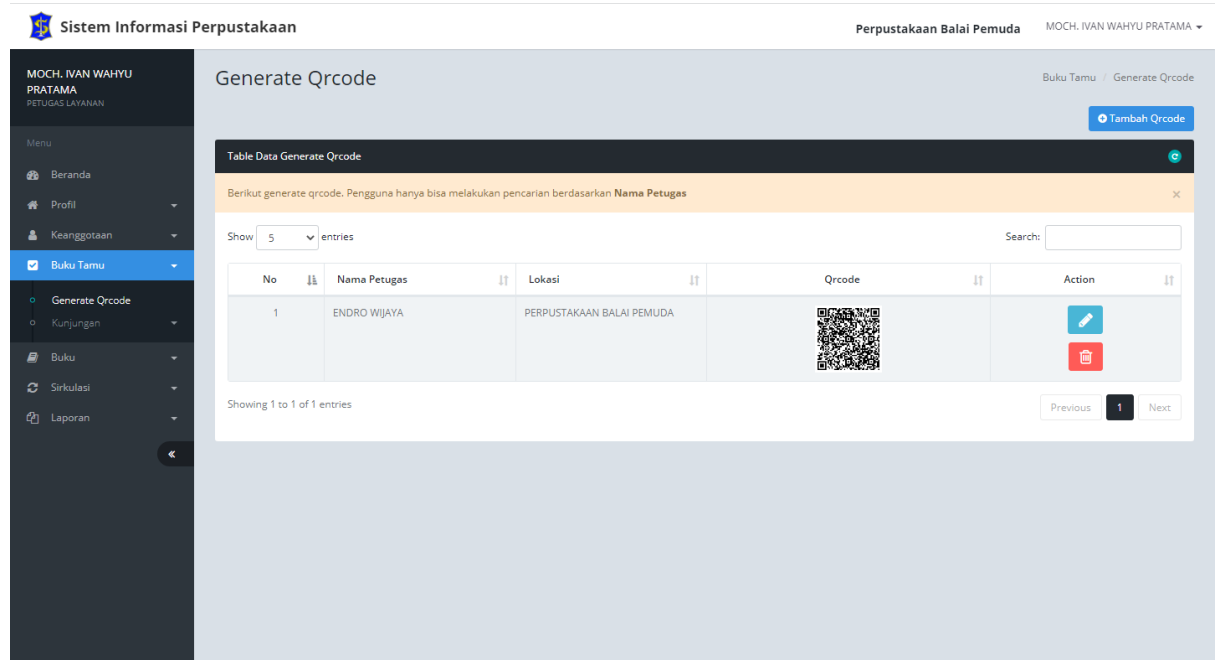 Sistem Informasi Perpustakaan
Perpustakaan Balai Pemuda
MOCH. IVAN WAHYU PRATAMA
MOCH. IVAN WAHYU
PRATAMA
PETUGAS LAYANAN
Menu
Beranda
Profil
Keanggotaan
Buku Tamu
Generate Qrcode
Kunjungan
Buku
Sirkulasi
Laporan
Generate Qrcode
Buku Tamu / Generate Qrcode
Tambah Qrcode
Table Data Generate Qrcode
Berikut generate qrcode. Pengguna hanya bisa melakukan pencarian berdasarkan Nama Petugas
Show 5 entries
Search:
No Nama Petugas Lokasi Qrcode Action
1 ENDRO WIJAYA PERPUSTAKAAN BALAI PEMUDA
Showing 1 to 1 of 1 entries
Previous 1 Next